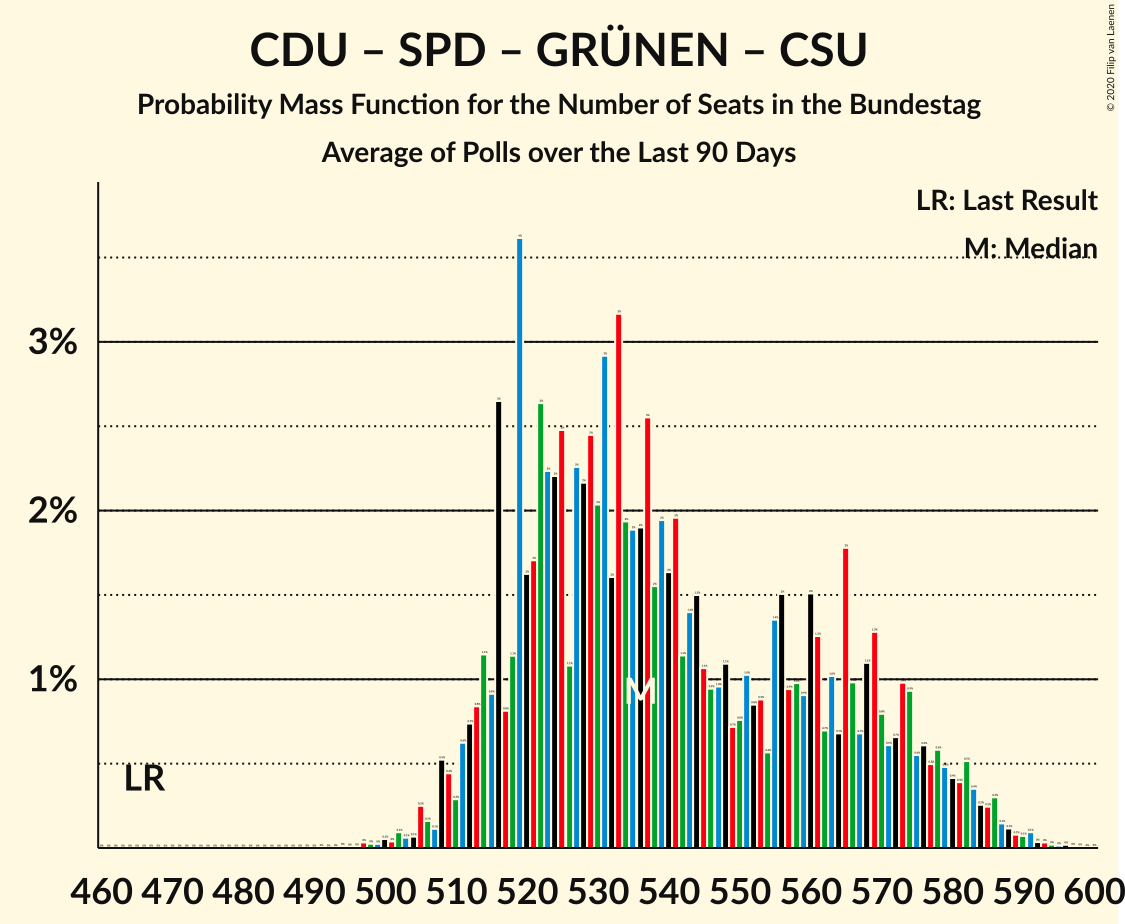 CDU – SPD – GRÜNEN – CSU
Probability Mass Function for the Number of Seats in the Bundestag
Average of Polls over the Last 90 Days
© 2020 Filip van Laenen
LR: Last Result
M: Median
3%
2%
1%
M
LR
460 470 480 490 500 510 520 530 540 550 560 570 580 590 600